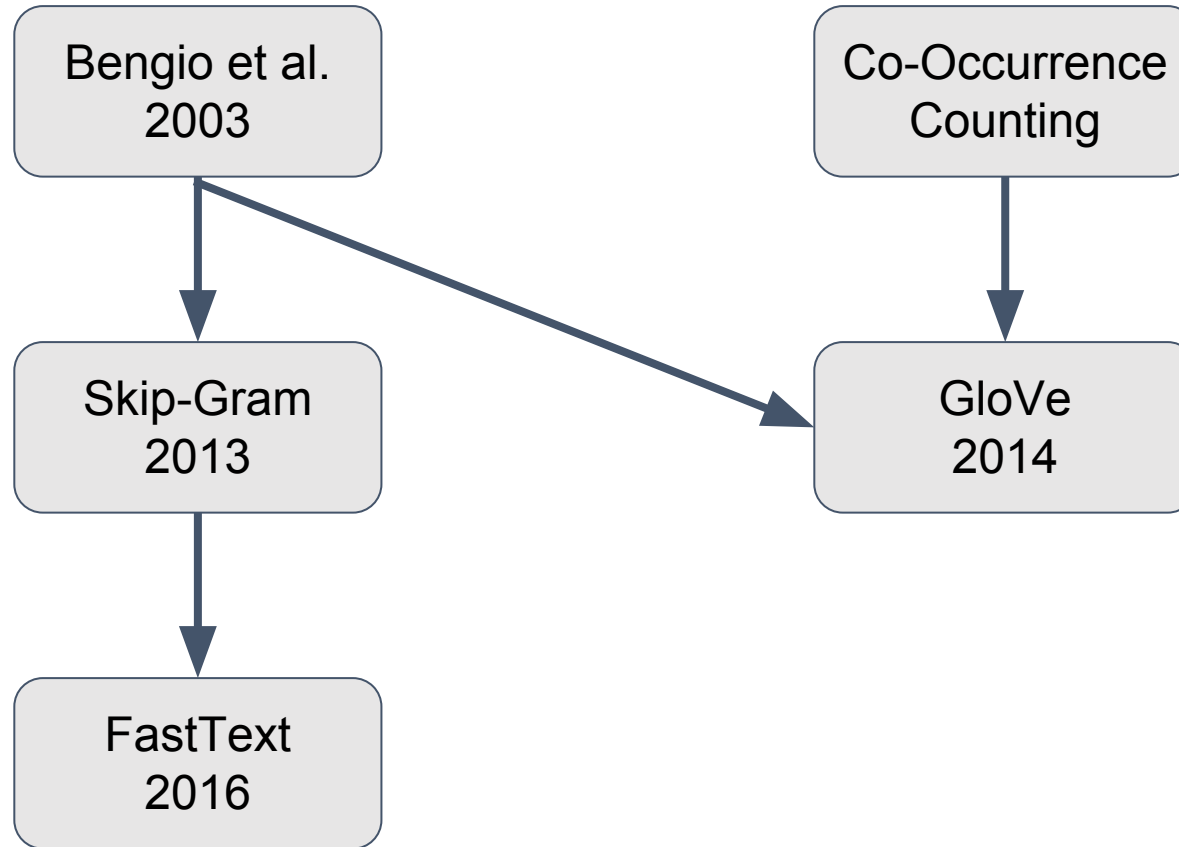 Bengio et al.
2003
Co-Occurrence
Counting
Skip-Gram
2013
GloVe
2014
FastText
2016